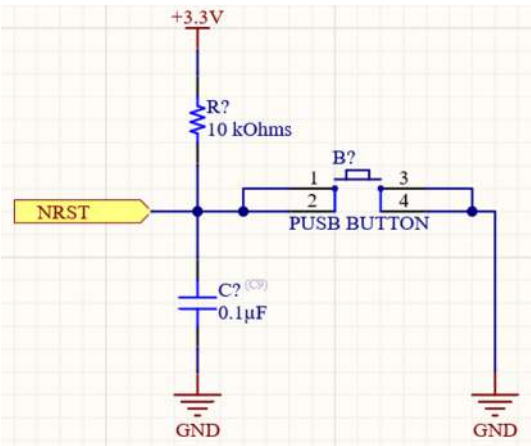 +3.3V
R?
10 kOhms
B?
1 3
2 4
NRST
PUSB BUTTON
C? (C9)
0.1µF
GND
GND